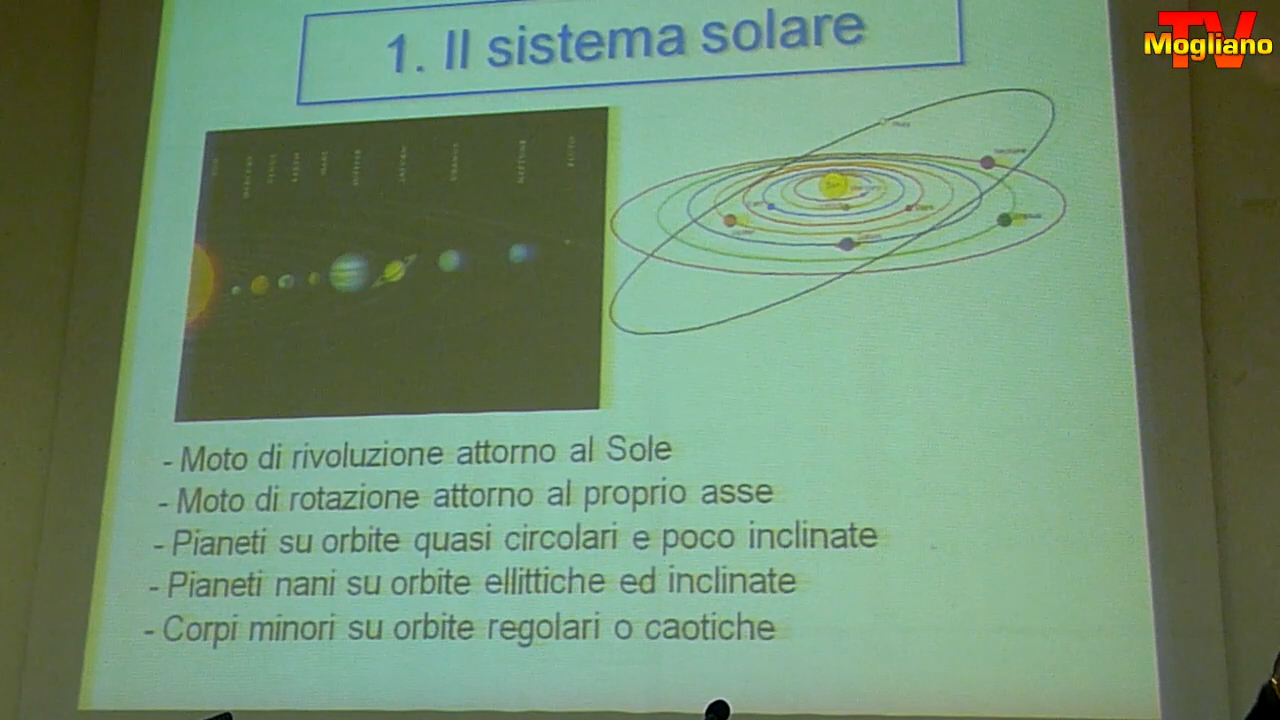 TV
Mogliano
1. Il sistema solare
- Moto di rivoluzione attorno al Sole
- Moto di rotazione attorno al proprio asse
- Pianeti su orbite quasi circolari e poco inclinate
- Pianeti nani su orbite ellittiche ed inclinate
- Corpi minori su orbite regolari o caotiche